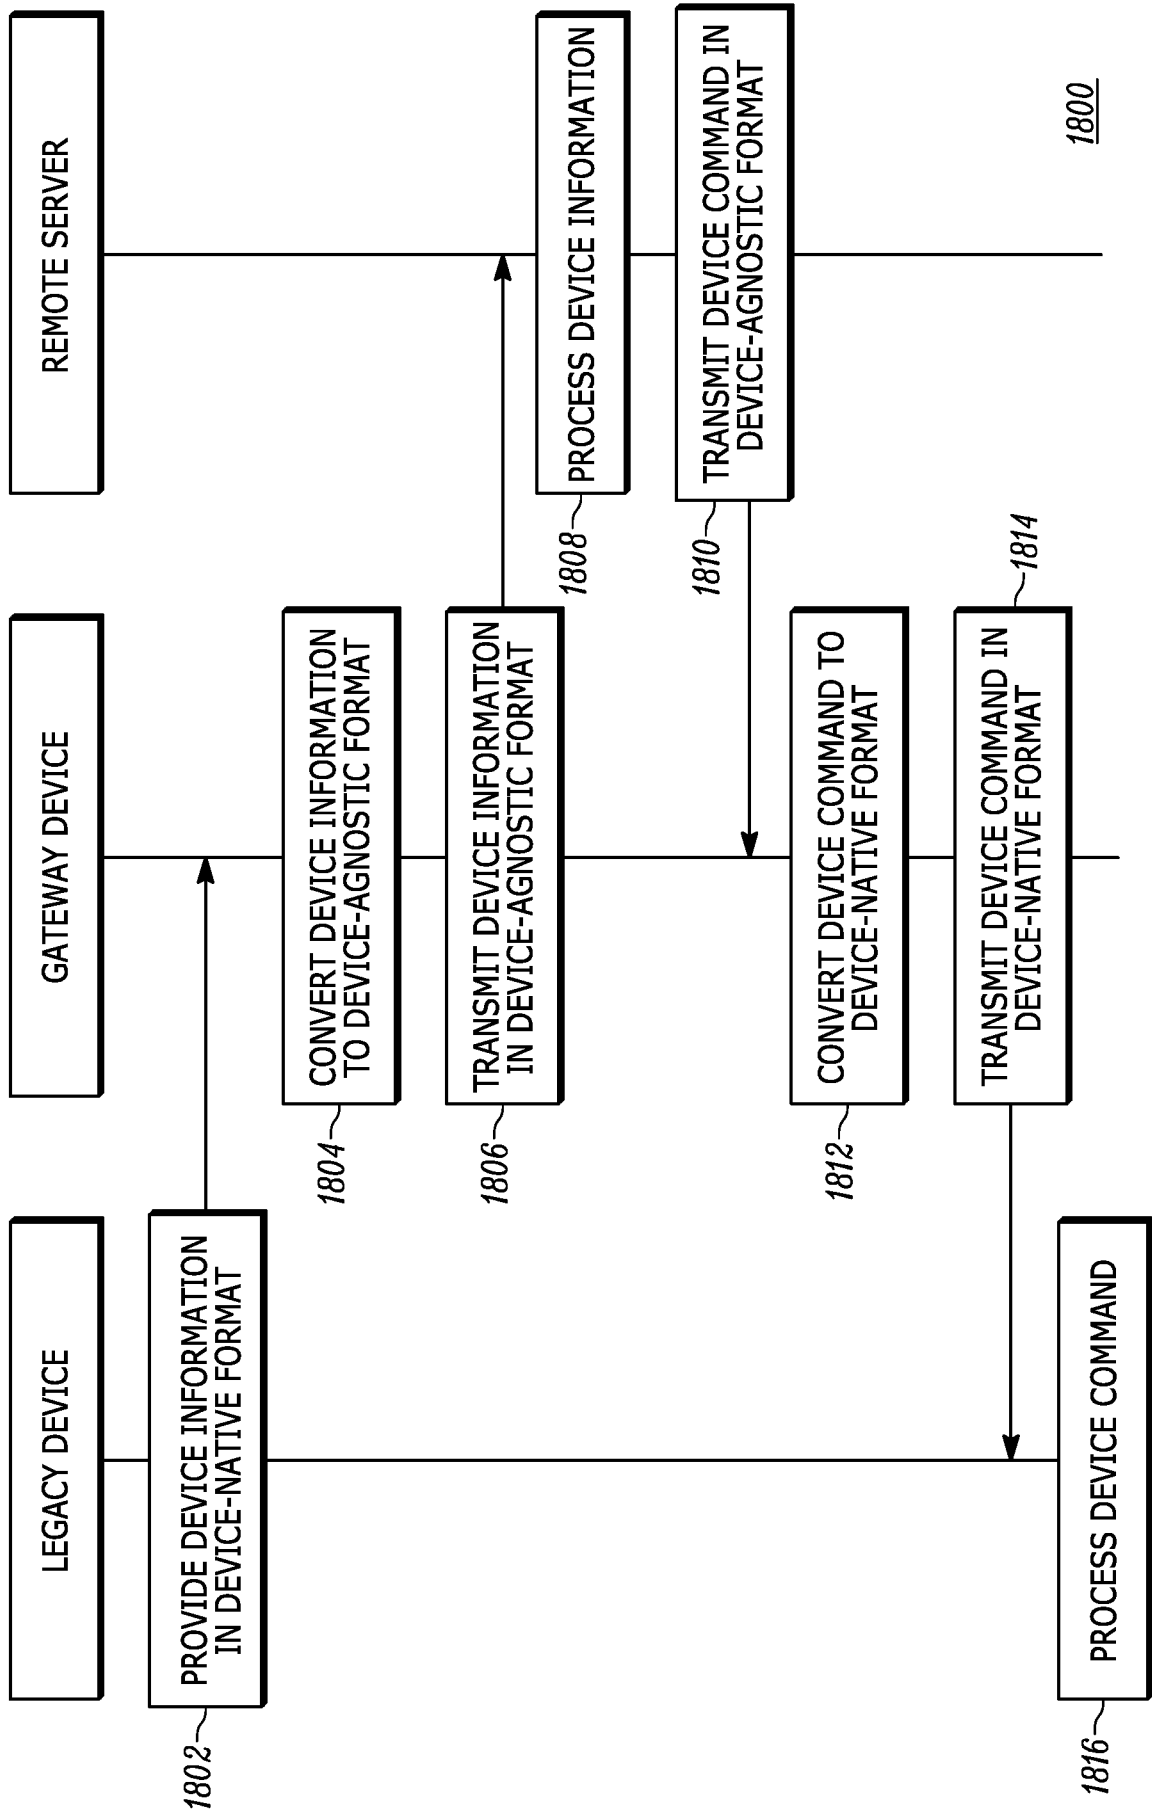 LEGACY DEVICE
GATEWAY DEVICE
REMOTE SERVER
PROVIDE DEVICE INFORMATION
IN DEVICE-NATIVE FORMAT
1802
CONVERT DEVICE INFORMATION
TO DEVICE-AGNOSTIC FORMAT
1804
TRANSMIT DEVICE INFORMATION
IN DEVICE-AGNOSTIC FORMAT
1806
PROCESS DEVICE INFORMATION
1808
TRANSMIT DEVICE COMMAND IN
DEVICE-AGNOSTIC FORMAT
1810
CONVERT DEVICE COMMAND TO
DEVICE-NATIVE FORMAT
1812
TRANSMIT DEVICE COMMAND IN
DEVICE-NATIVE FORMAT
1814
PROCESS DEVICE COMMAND
1816
1800